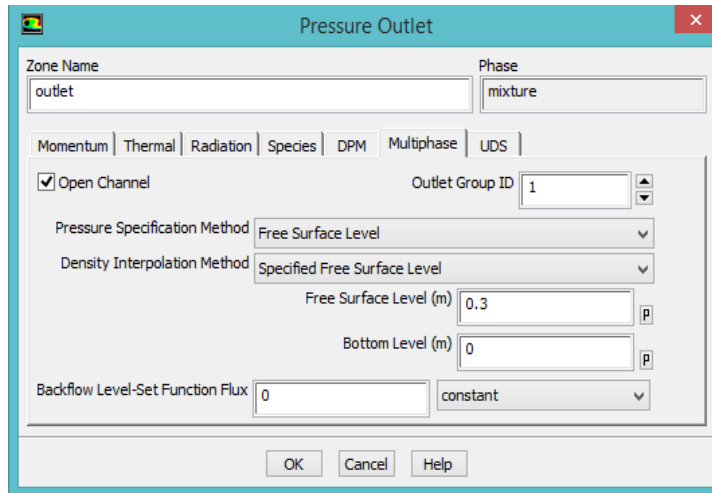 Pressure Outlet
Zone Name Phase
outlet mixture
Momentum Thermal Radiation Species DPM Multiphase UDS
Open Channel Outlet Group ID 1
Pressure Specification Method Free Surface Level
Density Interpolation Method Specified Free Surface Level
Free Surface Level (m) 0.3 P
Bottom Level (m) 0 P
Backflow Level-Set Function Flux 0 constant
OK Cancel Help